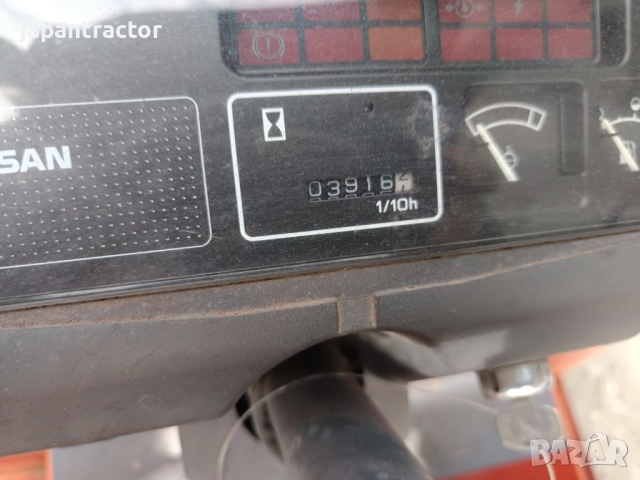 japantractor
SAN
03916
1/10h
BAZAR